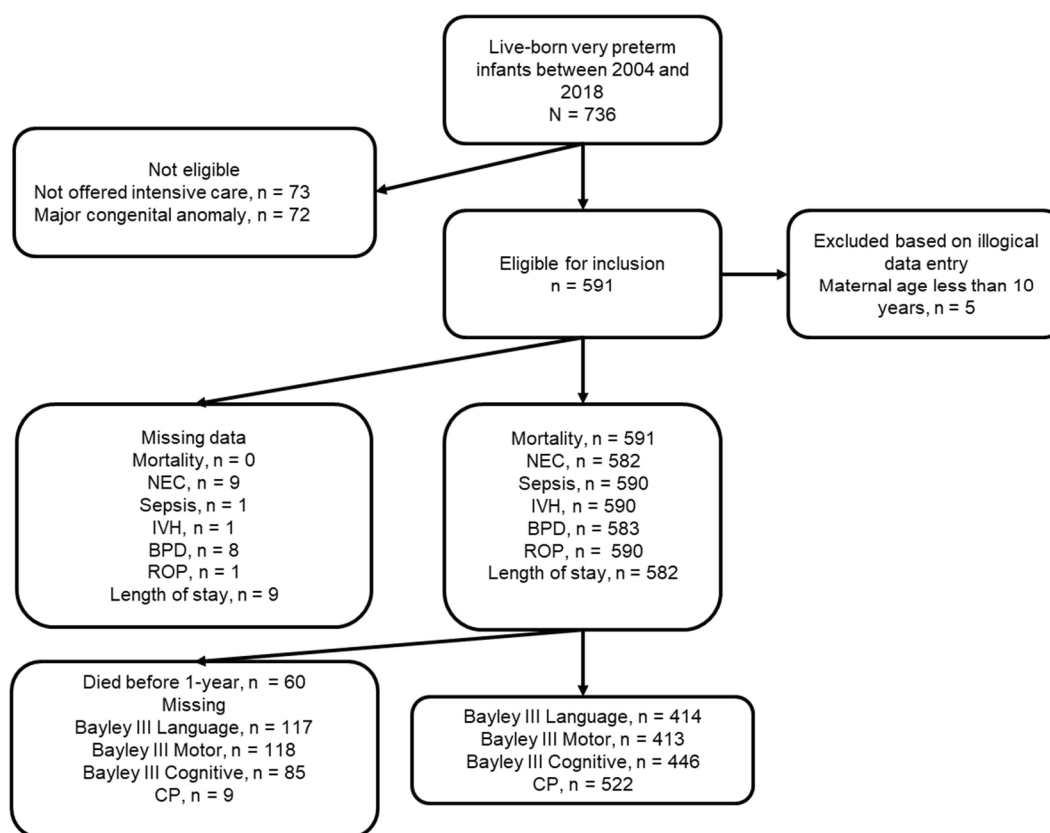 Live-born very preterm
infants between 2004 and
2018
N = 736
Not eligible
Not offered intensive care, n = 73
Major congenital anomaly, n = 72
Eligible for inclusion
n = 591
Excluded based on illogical
data entry
Maternal age less than 10
years, n = 5
Missing data
Mortality, n = 0
NEC, n = 9
Sepsis, n = 1
IVH, n = 1
BPD, n = 8
ROP, n = 1
Length of stay, n = 9
Mortality, n = 591
NEC, n = 582
Sepsis, n = 590
IVH, n = 590
BPD, n = 583
ROP, n = 590
Length of stay, n = 582
Died before 1-year, n = 60
Missing
Bayley III Language, n = 117
Bayley III Motor, n = 118
Bayley III Cognitive, n = 85
CP, n = 9
Bayley III Language, n = 414
Bayley III Motor, n = 413
Bayley III Cognitive, n = 446
CP, n = 522